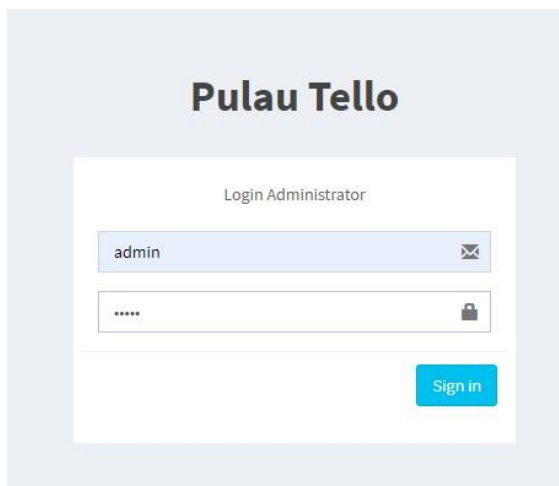 Pulau Tello
Login Administrator
admin
•••••
Sign in